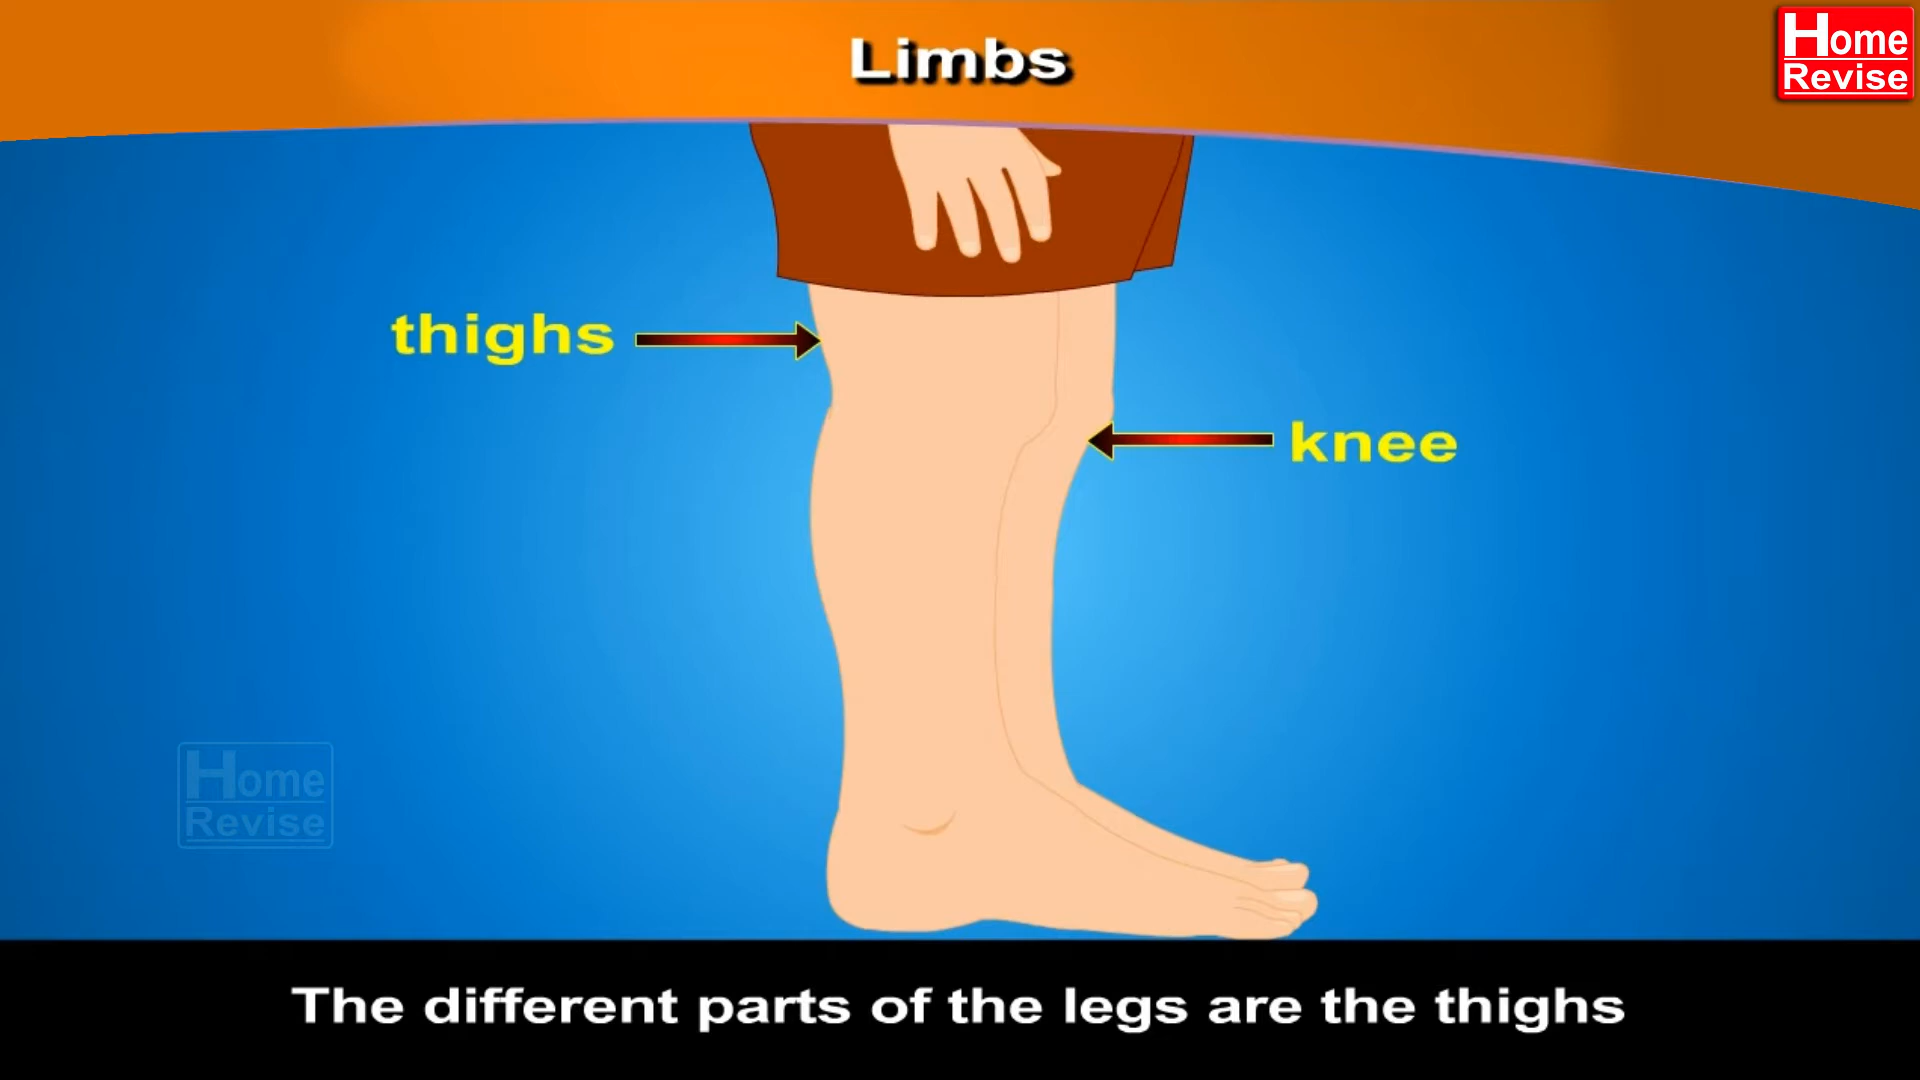 Limbs
Home
Revise
thighs
knee
Home
Revise
The different parts of the legs are the thighs